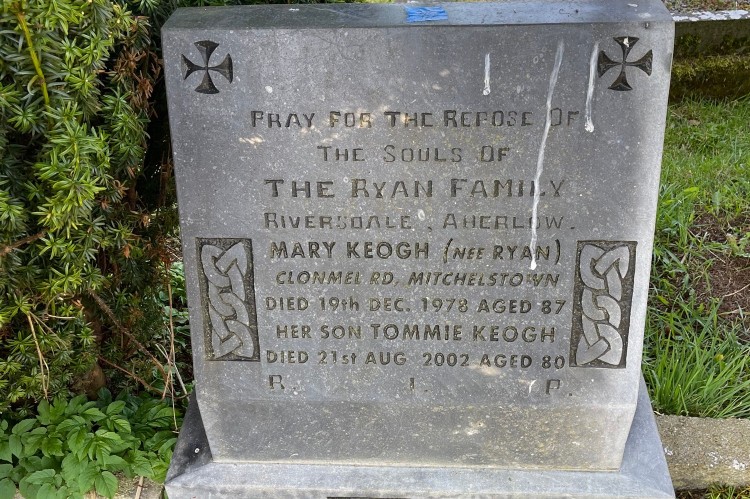 PRAY FOR THE REPOSE OF
THE SOULS OF
THE RYAN FAMILY
RIVERSDALE, AHERLOW.
MARY KEOGH (NEE RYAN)
CLONMEL RD, MITCHELSTOWN
DIED 19th DEC. 1978 AGED 87
HER SON TOMMIE KEOGH
DIED 21st AUG 2002 AGED 80
R. I. P.